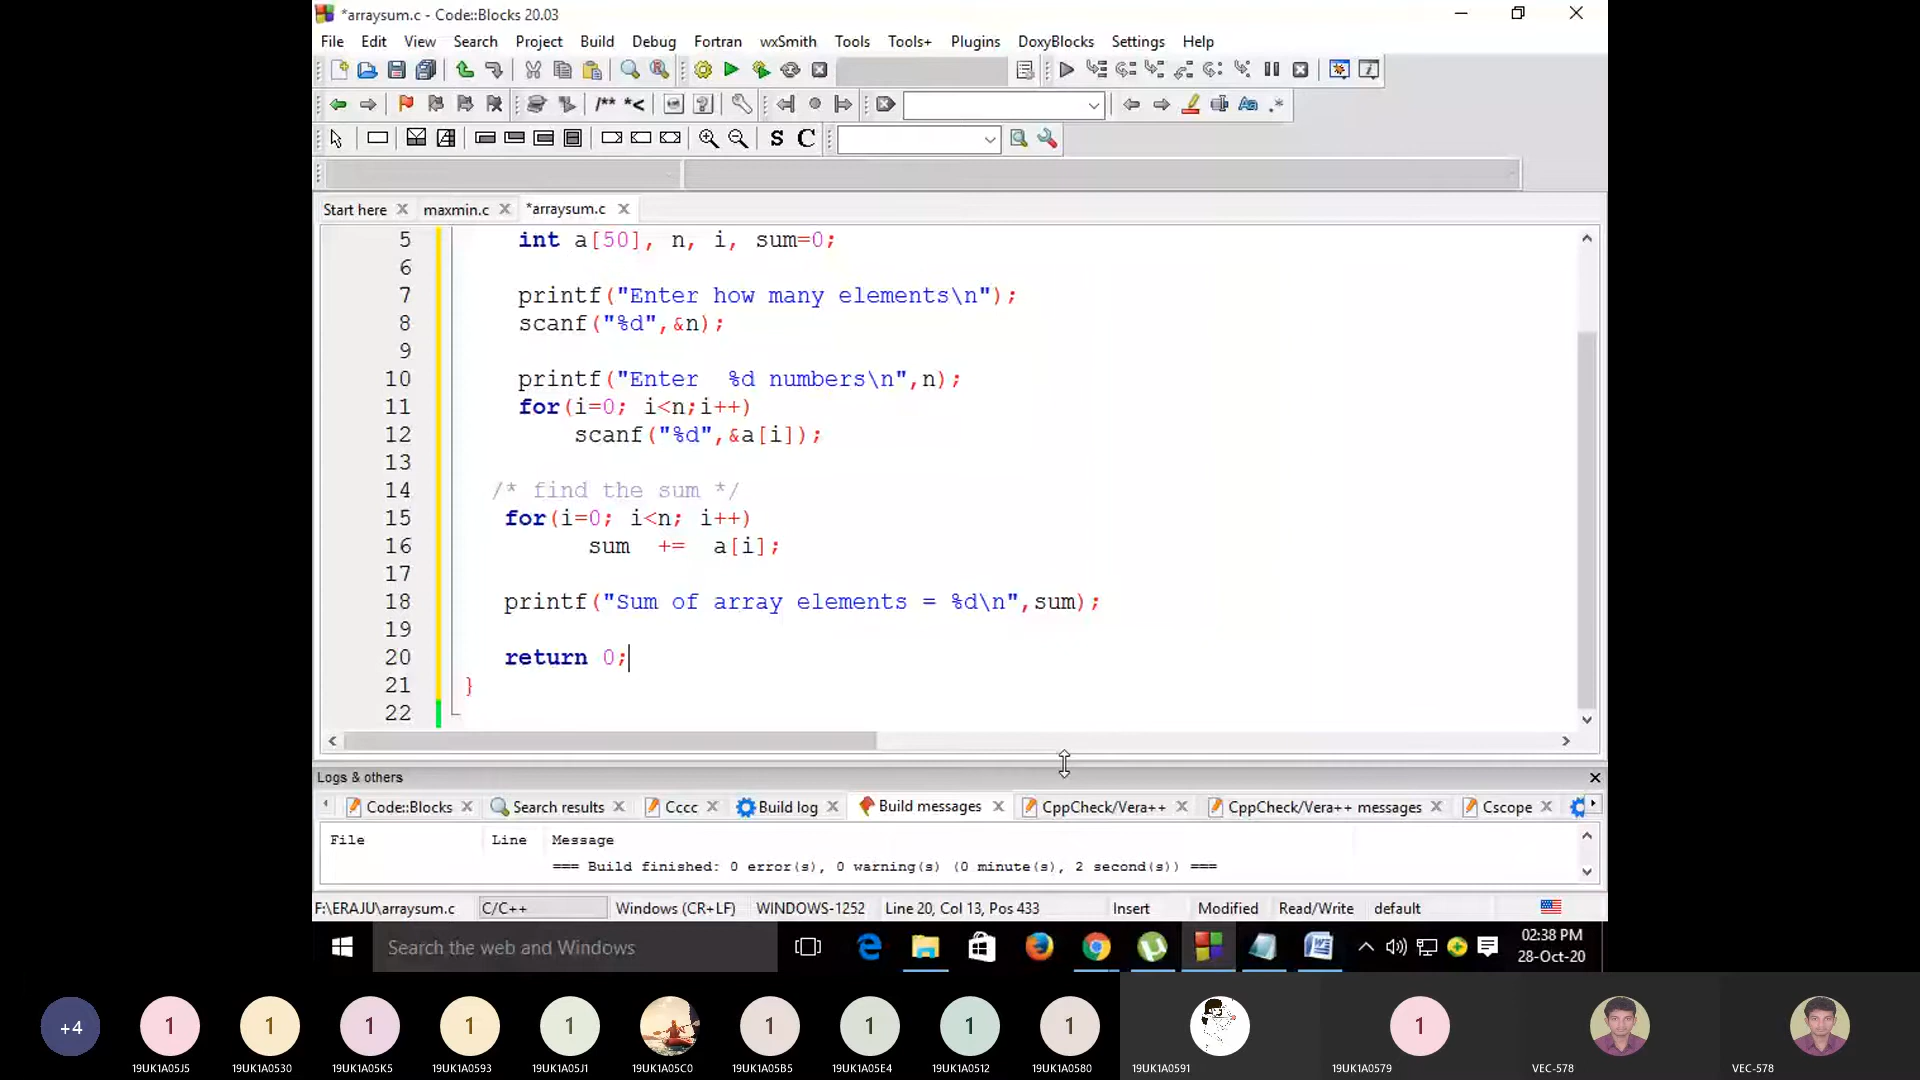 *arraysum.c - Code::Blocks 20.03
File Edit View Search Project Build Debug Fortran wxSmith Tools Tools+ Plugins DoxyBlocks Settings Help
/** *<
S C
Start here maxmin.c *arraysum.c
5 int a[50], n, i, sum=0;
6
7 printf("Enter how many elements\n");
8 scanf("%d",&n);
9
10 printf("Enter  %d numbers\n",n);
11 for(i=0; i<n;i++)
12 scanf("%d",&a[i]);
13
14 /* find the sum */
15 for(i=0; i<n; i++)
16 sum  +=  a[i];
17
18 printf("Sum of array elements = %d\n",sum);
19
20 return 0;
21 }
22
Logs & others
Code::Blocks Search results Cccc Build log Build messages CppCheck/Vera++ CppCheck/Vera++ messages Cscope
File Line Message
=== Build finished: 0 error(s), 0 warning(s) (0 minute(s), 2 second(s)) ===
F:\ERAJU\arraysum.c C/C++ Windows (CR+LF) WINDOWS-1252 Line 20, Col 13, Pos 433 Insert Modified Read/Write default
Search the web and Windows
02:38 PM
28-Oct-20
+4 1 1 1 1 1 1 1 1 1 1
19UK1A05J5 19UK1A0530 19UK1A05K5 19UK1A0593 19UK1A05J1 19UK1A05C0 19UK1A05B5 19UK1A05E4 19UK1A0512 19UK1A0580 19UK1A0591 19UK1A0579 VEC-578 VEC-578